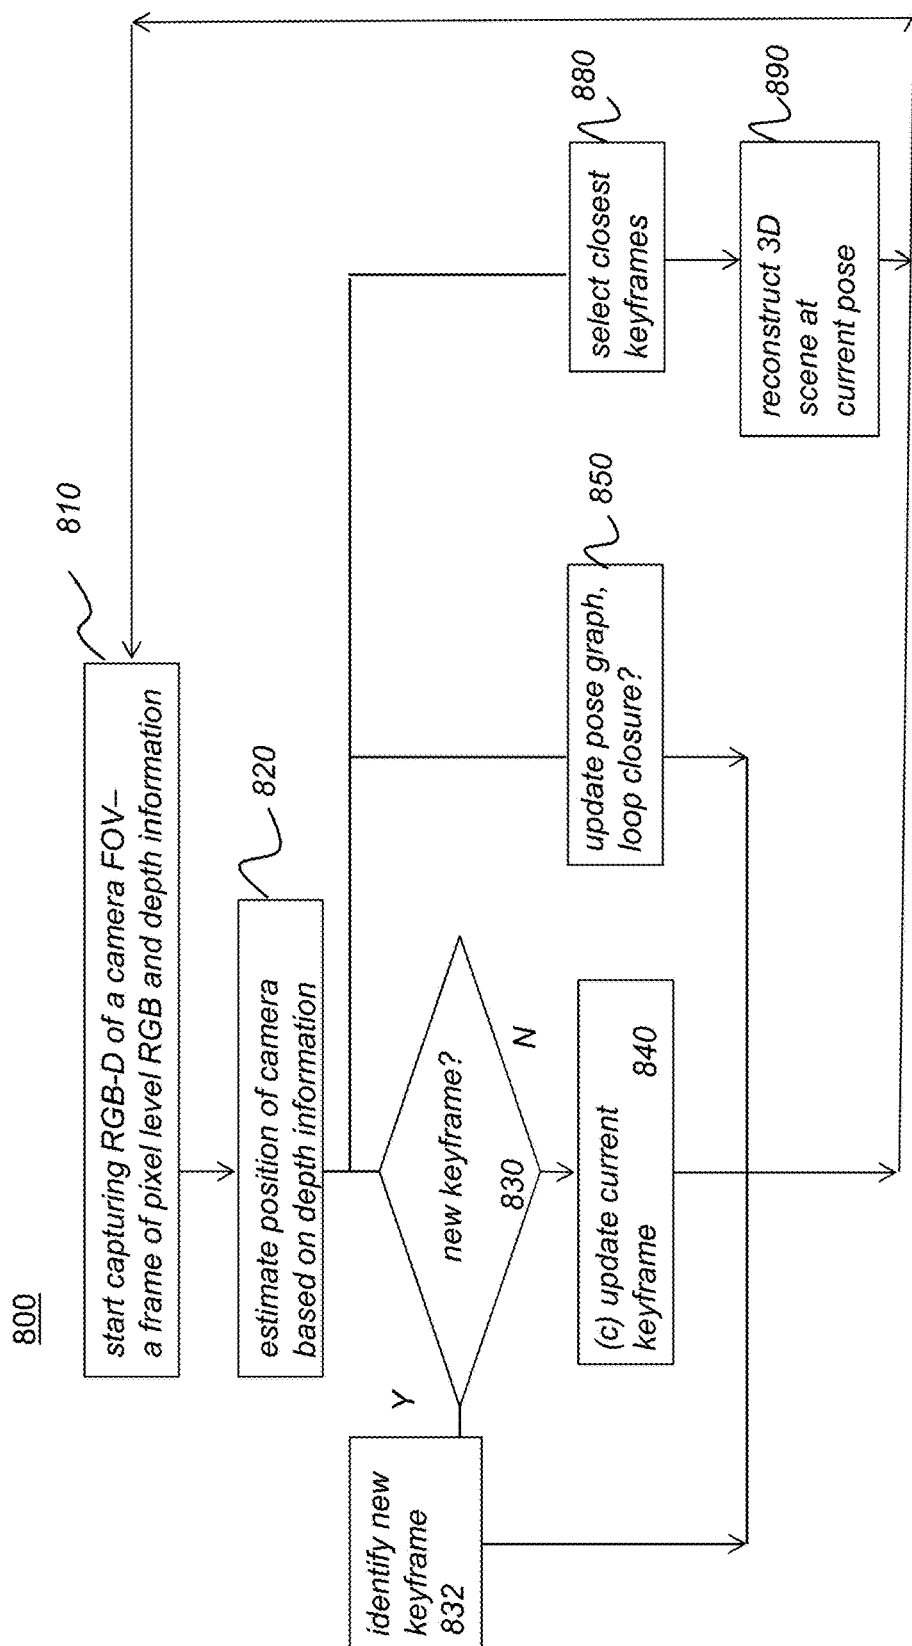 800
810
start capturing RGB-D of a camera FOV–
a frame of pixel level RGB and depth information
820
estimate position of camera
based on depth information
new keyframe?
830
Y
N
identify new
keyframe
832
(c) update current
keyframe
840
850
update pose graph,
loop closure?
880
select closest
keyframes
890
reconstruct 3D
scene at
current pose